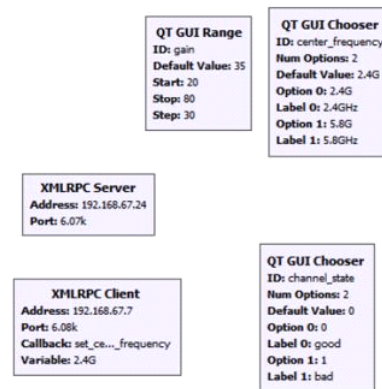 QT GUI Range
ID: gain
Default Value: 35
Start: 20
Stop: 80
Step: 30
QT GUI Chooser
ID: center_frequency
Num Options: 2
Default Value: 2.4G
Option 0: 2.4G
Label 0: 2.4GHz
Option 1: 5.8G
Label 1: 5.8GHz
XMLRPC Server
Address: 192.168.67.24
Port: 6.07k
XMLRPC Client
Address: 192.168.67.7
Port: 6.08k
Callback: set_ce..._frequency
Variable: 2.4G
QT GUI Chooser
ID: channel_state
Num Options: 2
Default Value: 0
Option 0: 0
Label 0: good
Option 1: 1
Label 1: bad